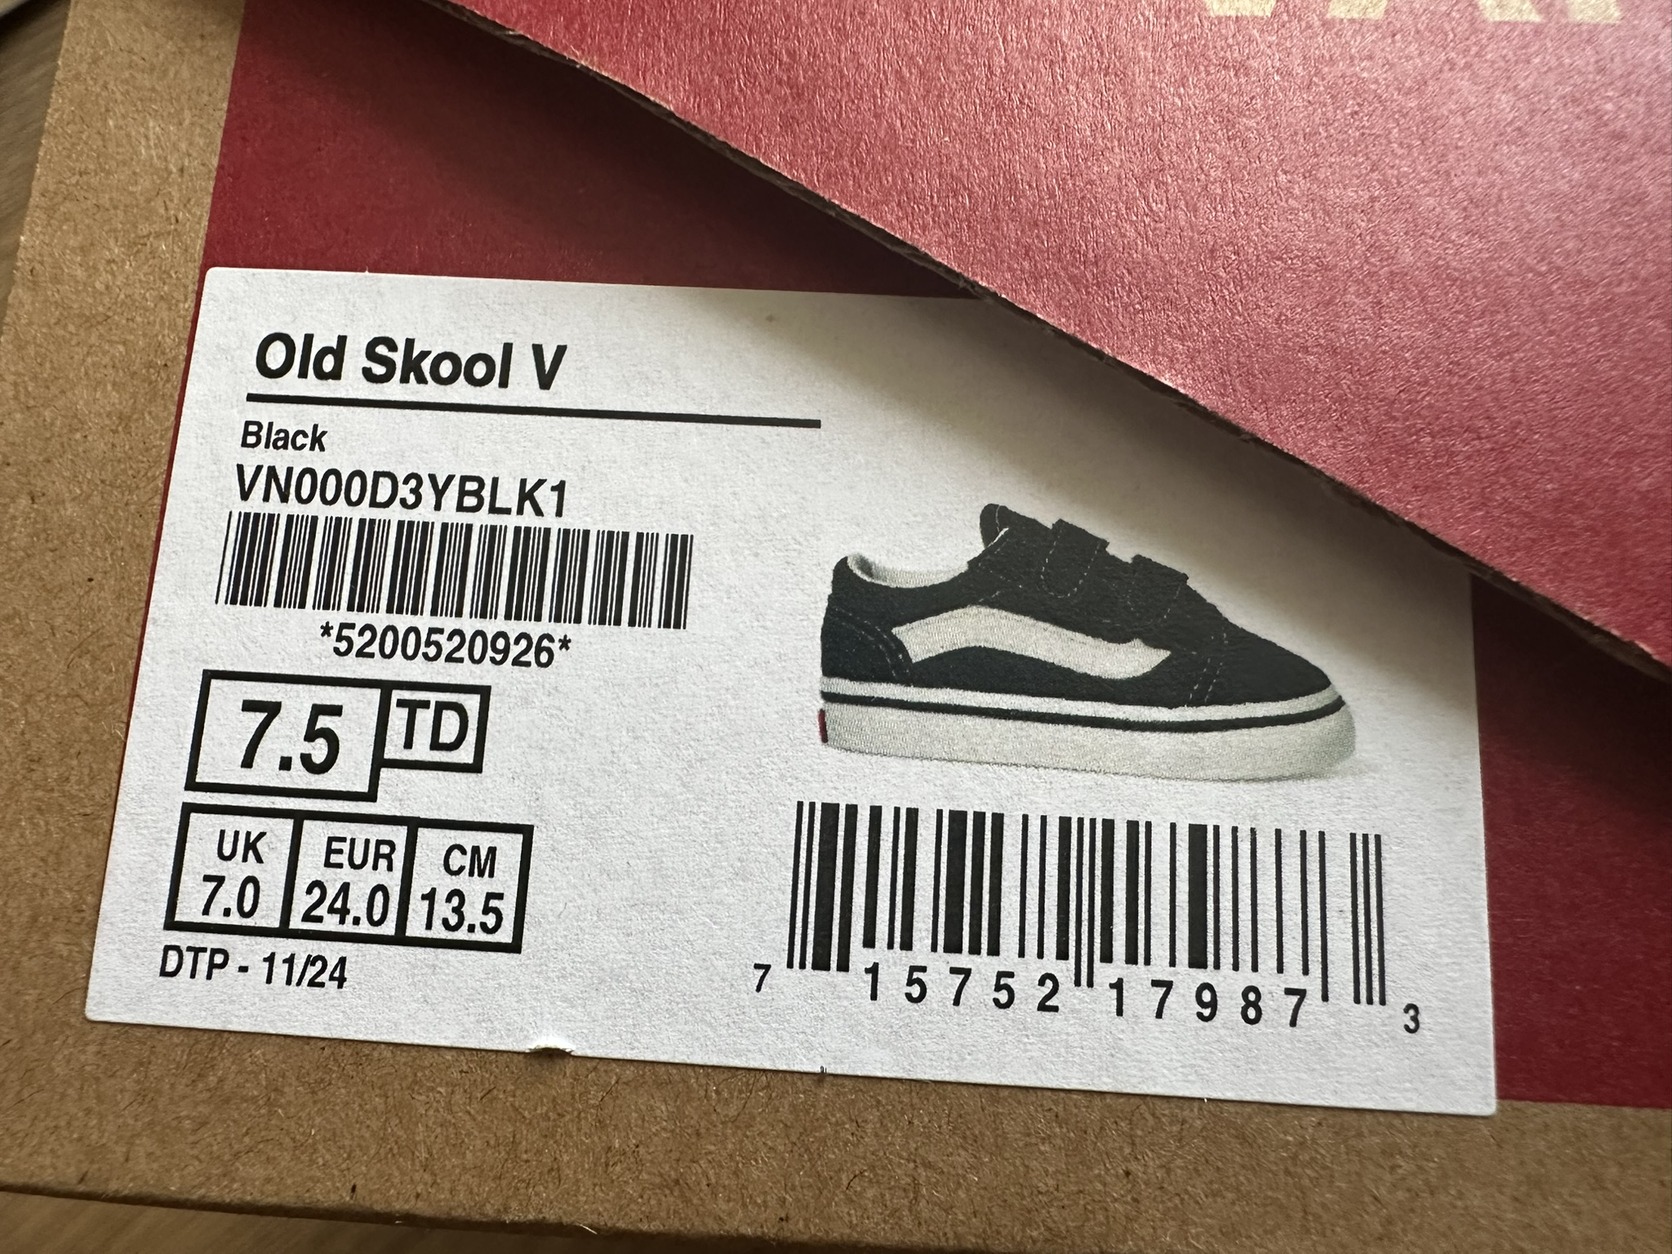 Old Skool V
Black
VN000D3YBLK1
*5200520926*
7.5 TD
UK EUR CM
7.0 24.0 13.5
DTP - 11/24
7 15752 17987 3